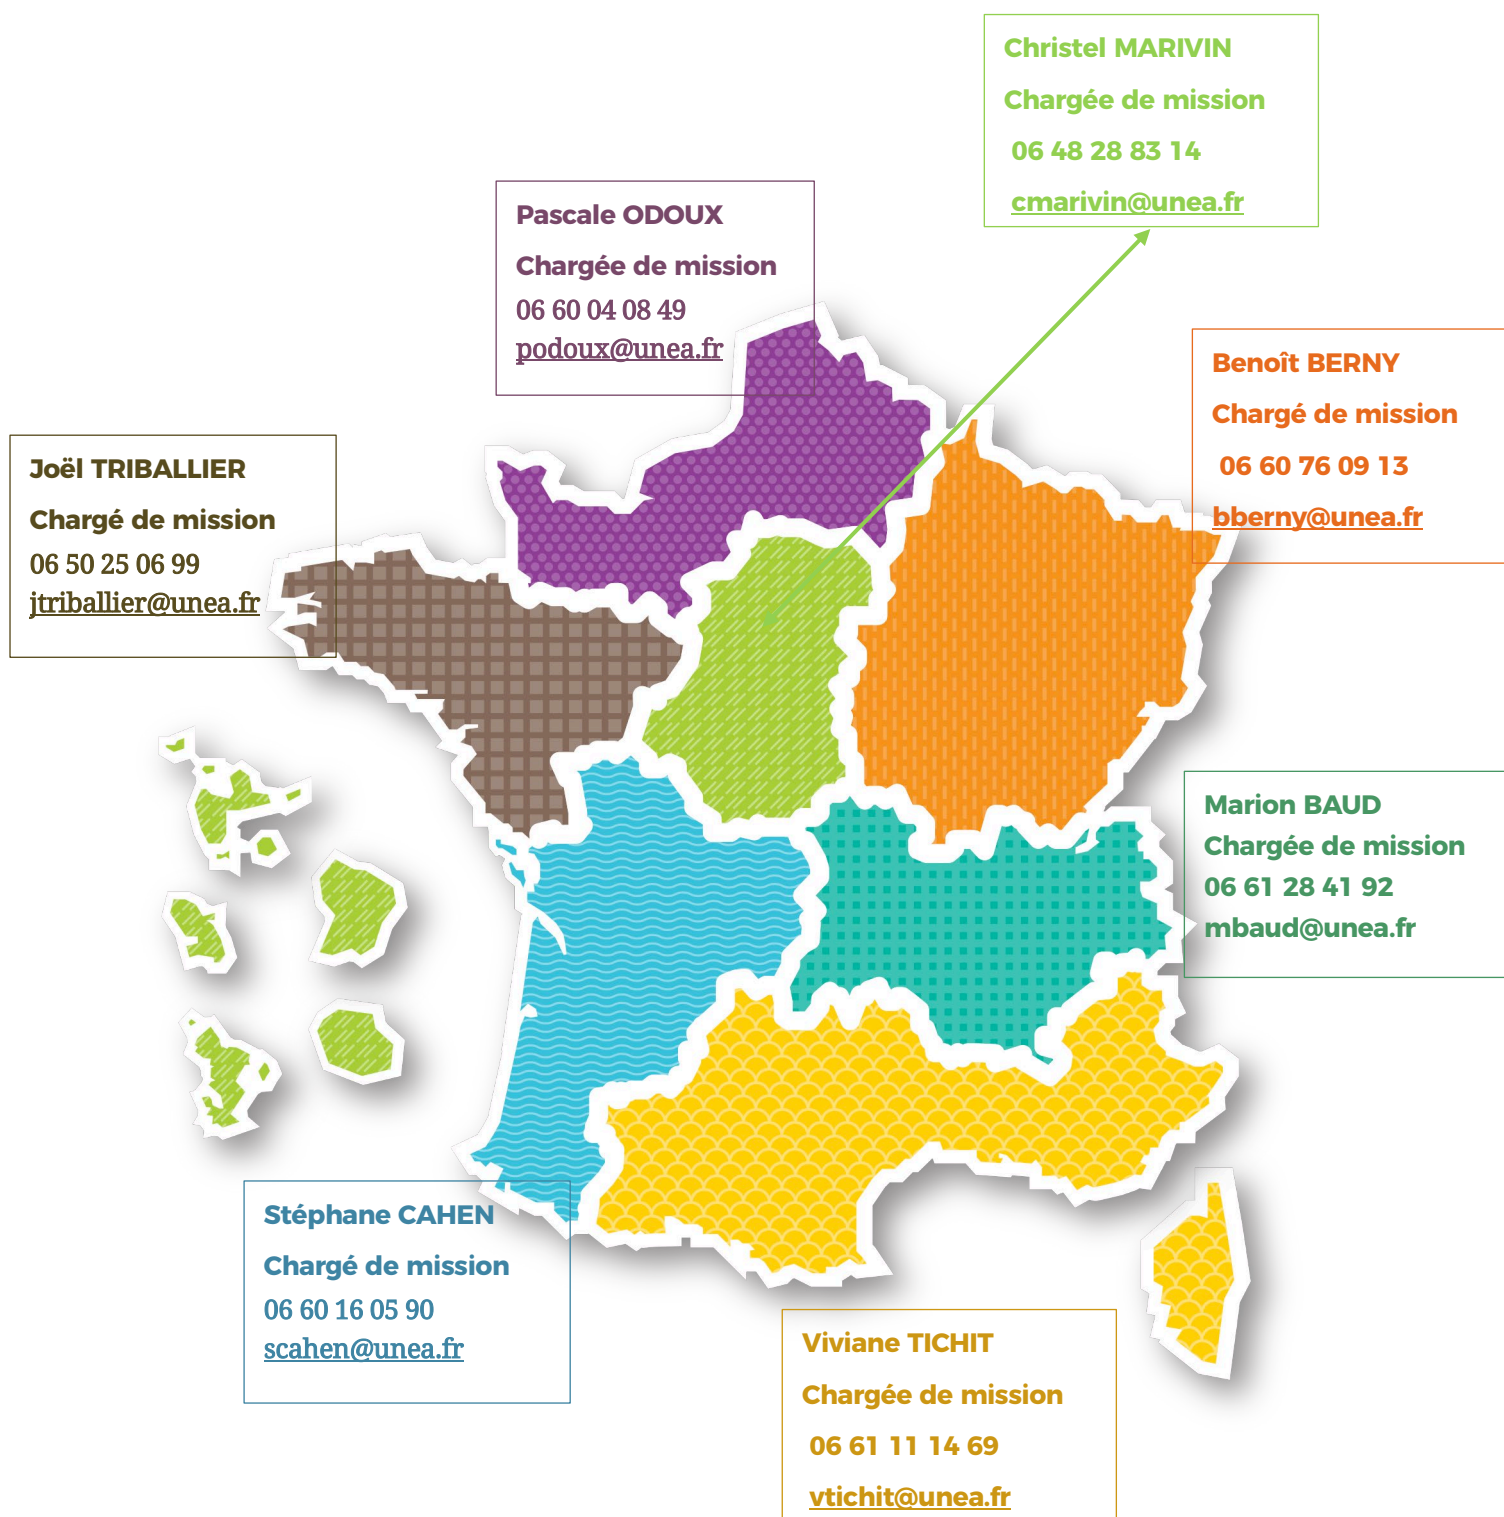 Christel MARIVIN
Chargée de mission
06 48 28 83 14
cmarivin@unea.fr
Pascale ODOUX
Chargée de mission
06 60 04 08 49
podoux@unea.fr
Benoît BERNY
Chargé de mission
06 60 76 09 13
bberny@unea.fr
Joël TRIBALLIER
Chargé de mission
06 50 25 06 99
jtriballier@unea.fr
Marion BAUD
Chargée de mission
06 61 28 41 92
mbaud@unea.fr
Stéphane CAHEN
Chargé de mission
06 60 16 05 90
scahen@unea.fr
Viviane TICHIT
Chargée de mission
06 61 11 14 69
vtichit@unea.fr